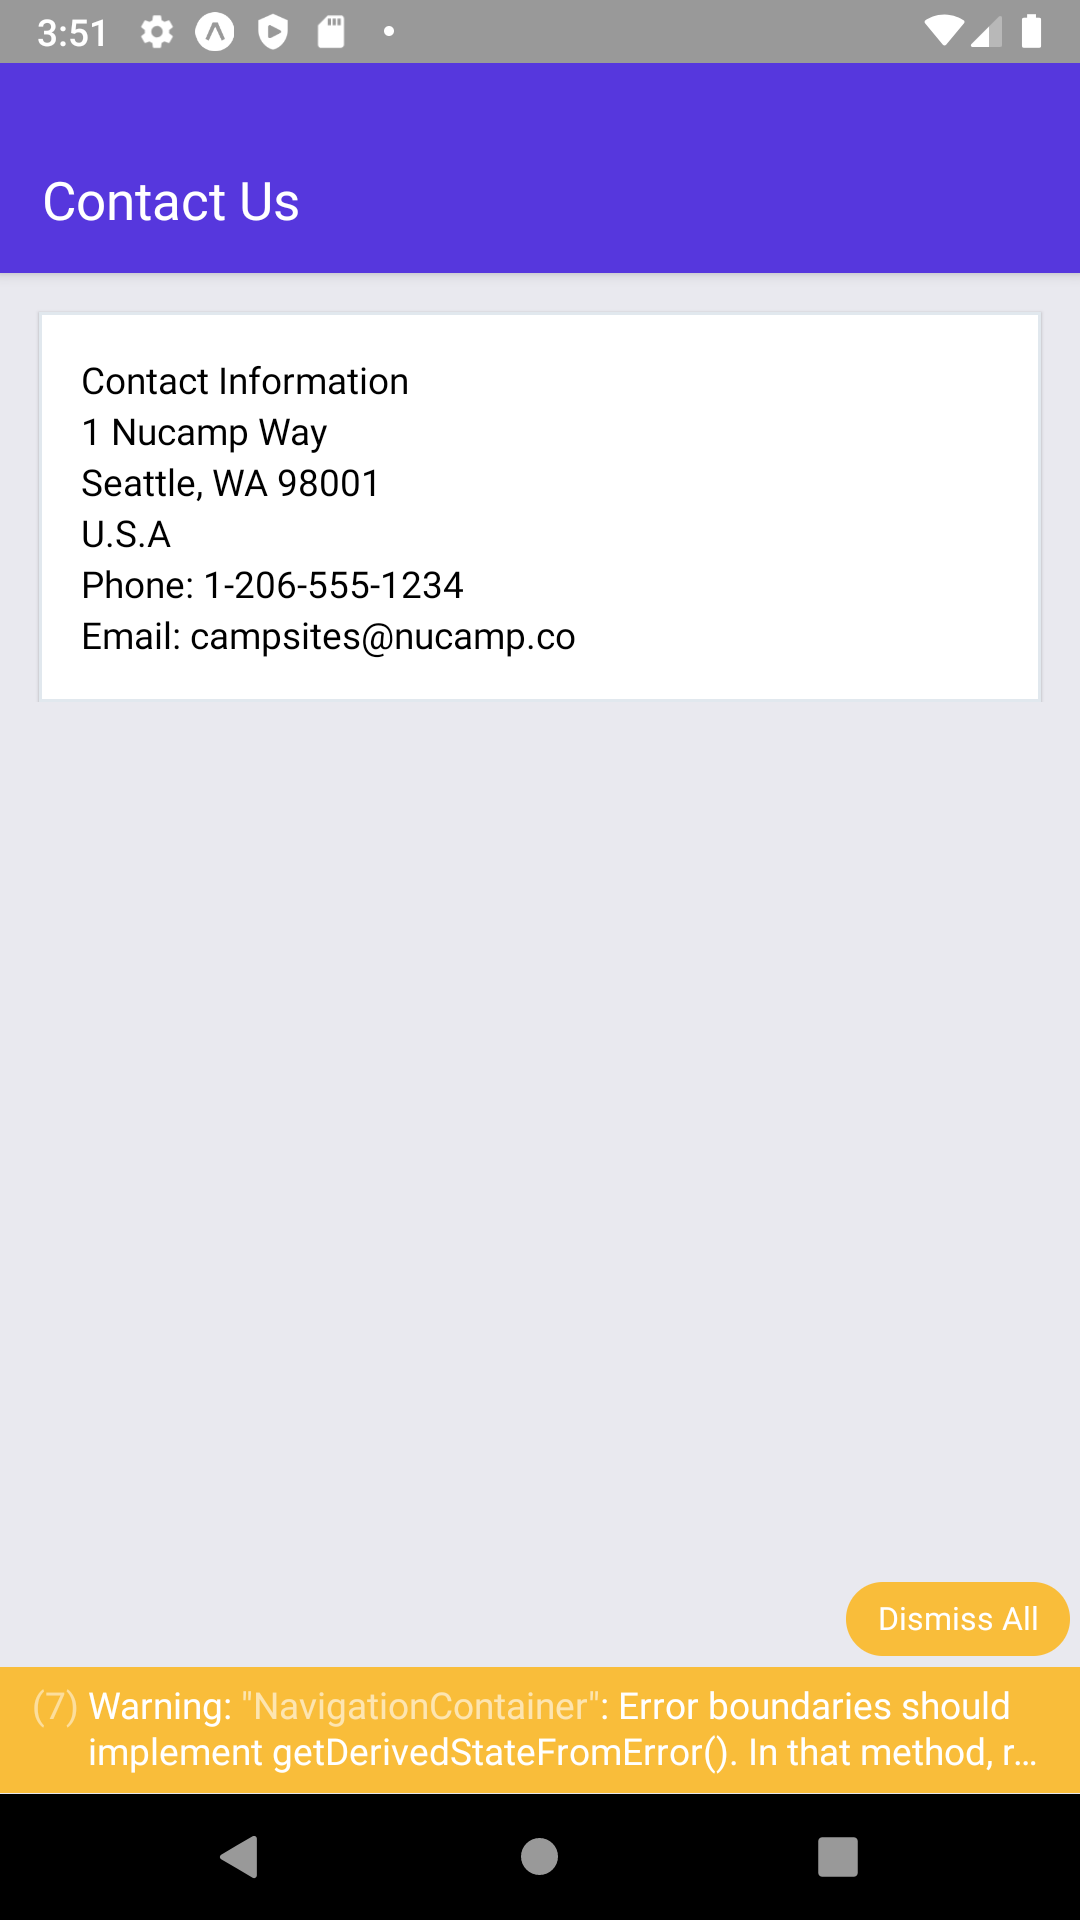 3:51
Contact Us
Contact Information
1 Nucamp Way
Seattle, WA 98001
U.S.A
Phone: 1-206-555-1234
Email: campsites@nucamp.co
Dismiss All
(7) Warning: "NavigationContainer": Error boundaries should
implement getDerivedStateFromError(). In that method, r...